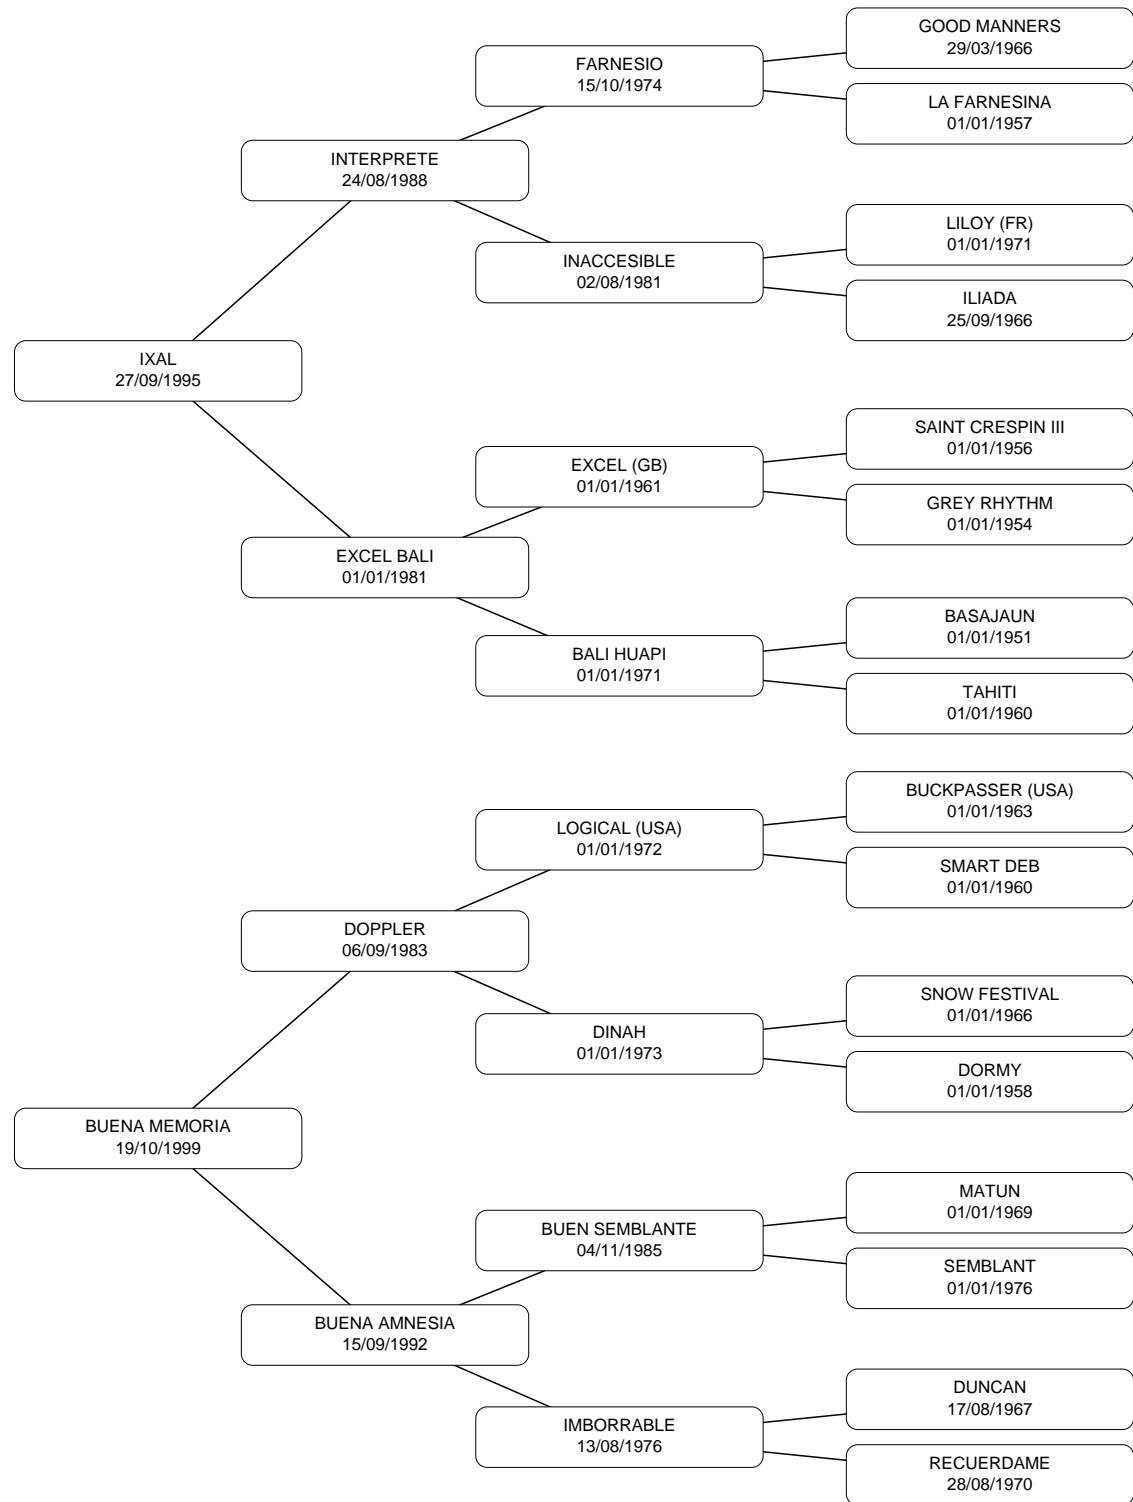 GOOD MANNERS
29/03/1966
FARNESIO
15/10/1974
LA FARNESINA
01/01/1957
INTERPRETE
24/08/1988
LILOY (FR)
01/01/1971
INACCESIBLE
02/08/1981
ILIADA
25/09/1966
IXAL
27/09/1995
SAINT CRESPIN III
01/01/1956
EXCEL (GB)
01/01/1961
GREY RHYTHM
01/01/1954
EXCEL BALI
01/01/1981
BASAJAUN
01/01/1951
BALI HUAPI
01/01/1971
TAHITI
01/01/1960
BUCKPASSER (USA)
01/01/1963
LOGICAL (USA)
01/01/1972
SMART DEB
01/01/1960
DOPPLER
06/09/1983
SNOW FESTIVAL
01/01/1966
DINAH
01/01/1973
DORMY
01/01/1958
BUENA MEMORIA
19/10/1999
MATUN
01/01/1969
BUEN SEMBLANTE
04/11/1985
SEMBLANT
01/01/1976
BUENA AMNESIA
15/09/1992
DUNCAN
17/08/1967
IMBORRABLE
13/08/1976
RECUERDAME
28/08/1970